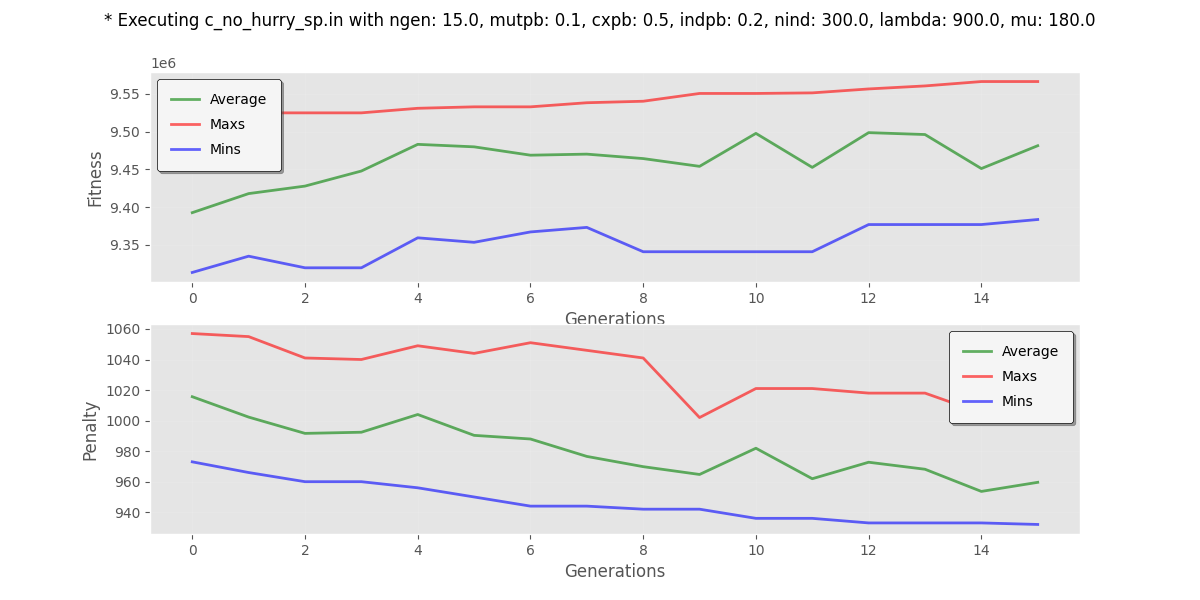 * Executing c_no_hurry_sp.in with ngen: 15.0, mutpb: 0.1, cxpb: 0.5, indpb: 0.2, nind: 300.0, lambda: 900.0, mu: 180.0
1e6
9.55
9.50
9.45
9.40
9.35
Fitness
Average
Maxs
Mins
0 2 4 6 8 10 12 14
Generations
1060
1040
1020
1000
980
960
940
Penalty
Average
Maxs
Mins
0 2 4 6 8 10 12 14
Generations